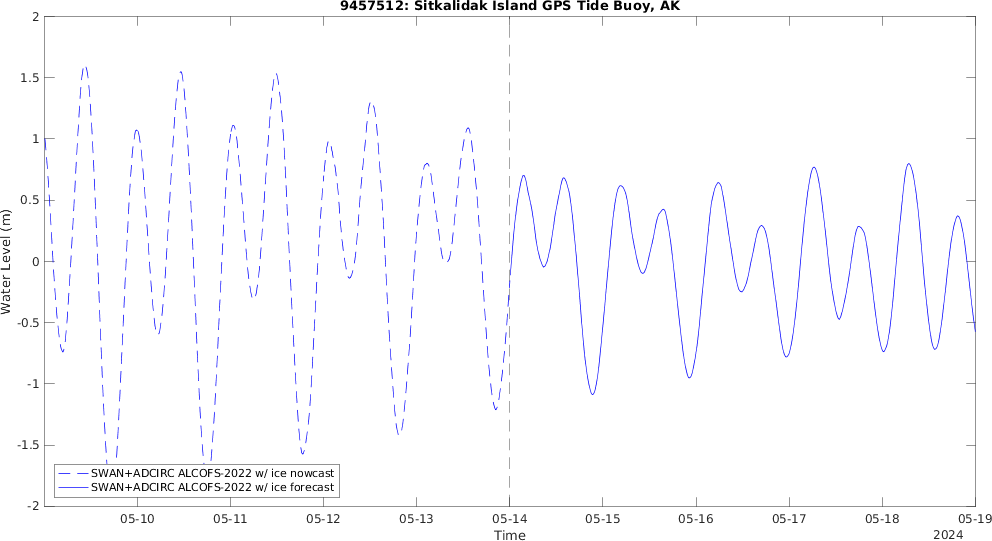 9457512: Sitkalidak Island GPS Tide Buoy, AK
2
1.5
1
0.5
0
-0.5
-1
-1.5
-2
Water Level (m)
SWAN+ADCIRC ALCOFS-2022 w/ ice nowcast
SWAN+ADCIRC ALCOFS-2022 w/ ice forecast
05-10 05-11 05-12 05-13 05-14 05-15 05-16 05-17 05-18 05-19
Time
2024